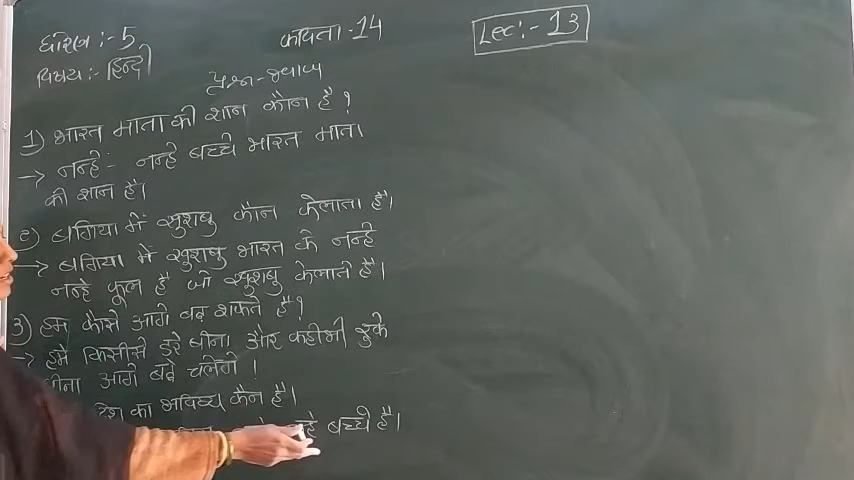 धोरण :- 5
कविता - 14
Lec :- 13
विषय :- हिन्दी
प्रश्न - जवाब
1) भारत माता की शान कौन है ?
→ नन्हे - नन्हे बच्चे भारत माता
की शान है।
2) बगिया में खुशबु कौन फेलाता है।
→ बगिया में खुशबु भारत के नन्हे
नन्हे फूल है जो खुशबु फेलाते है।
3) हम कैसे आगे बढ़ शकते है ?
→ हमे किसीसे डरे बीना और कहीभी रुके
बीना आगे बढ़े चलेंगे।
देश का भविष्य कौन है।
बच्चे है।